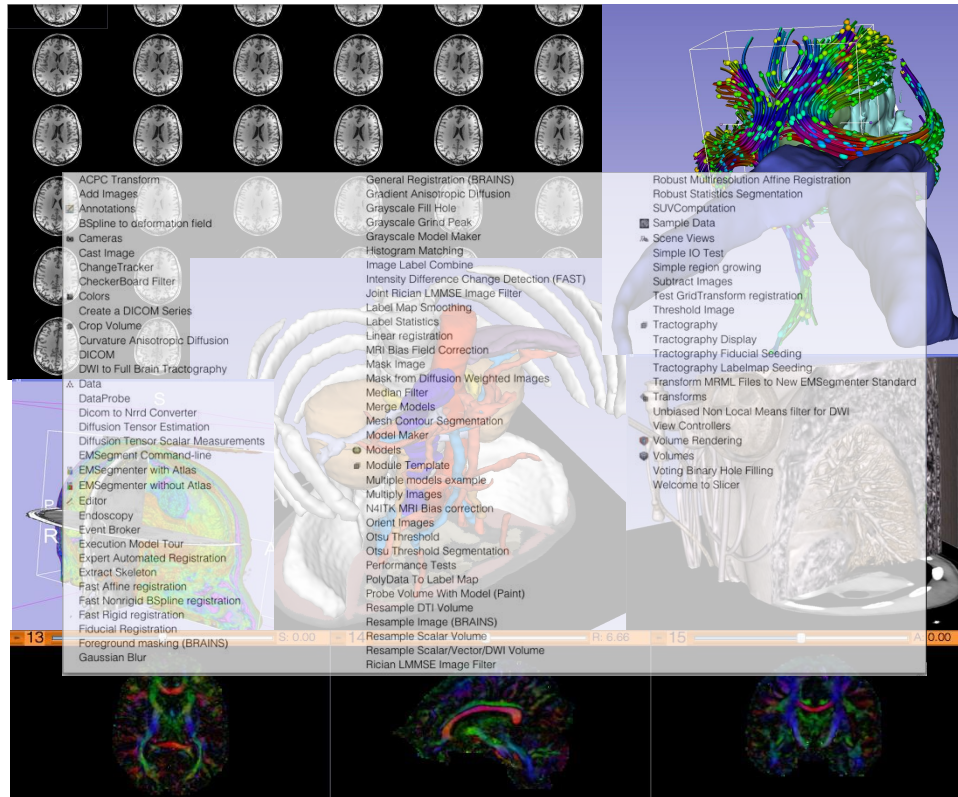 ACPC Transform
Add Images
Annotations
BSpline to deformation field
Cameras
Cast Image
ChangeTracker
CheckerBoard Filter
Colors
Create a DICOM Series
Crop Volume
Curvature Anisotropic Diffusion
DICOM
DWI to Full Brain Tractography
Data
DataProbe
Dicom to Nrrd Converter
Diffusion Tensor Estimation
Diffusion Tensor Scalar Measurements
EMSegment Command-line
EMSegmenter with Atlas
EMSegmenter without Atlas
Editor
Endoscopy
Event Broker
Execution Model Tour
Expert Automated Registration
Extract Skeleton
Fast Affine registration
Fast Nonrigid BSpline registration
Fast Rigid registration
Fiducial Registration
Foreground masking (BRAINS)
Gaussian Blur
General Registration (BRAINS)
Gradient Anisotropic Diffusion
Grayscale Fill Hole
Grayscale Grind Peak
Grayscale Model Maker
Histogram Matching
Image Label Combine
Intensity Difference Change Detection (FAST)
Joint Rician LMMSE Image Filter
Label Map Smoothing
Label Statistics
Linear registration
MRI Bias Field Correction
Mask Image
Mask from Diffusion Weighted Images
Median Filter
Merge Models
Mesh Contour Segmentation
Model Maker
Models
Module Template
Multiple models example
Multiply Images
N4ITK MRI Bias correction
Orient Images
Otsu Threshold
Otsu Threshold Segmentation
Performance Tests
PolyData To Label Map
Probe Volume With Model (Paint)
Resample DTI Volume
Resample Image (BRAINS)
Resample Scalar Volume
Resample Scalar/Vector/DWI Volume
Rician LMMSE Image Filter
Robust Multiresolution Affine Registration
Robust Statistics Segmentation
SUVComputation
Sample Data
Scene Views
Simple IO Test
Simple region growing
Subtract Images
Test GridTransform registration
Threshold Image
Tractography
Tractography Display
Tractography Fiducial Seeding
Tractography Labelmap Seeding
Transform MRML Files to New EMSegmenter Standard
Transforms
Unbiased Non Local Means filter for DWI
View Controllers
Volume Rendering
Volumes
Voting Binary Hole Filling
Welcome to Slicer
S
P
R
A
13 S: 0.00
14 R: 6.66
15 A: 0.00